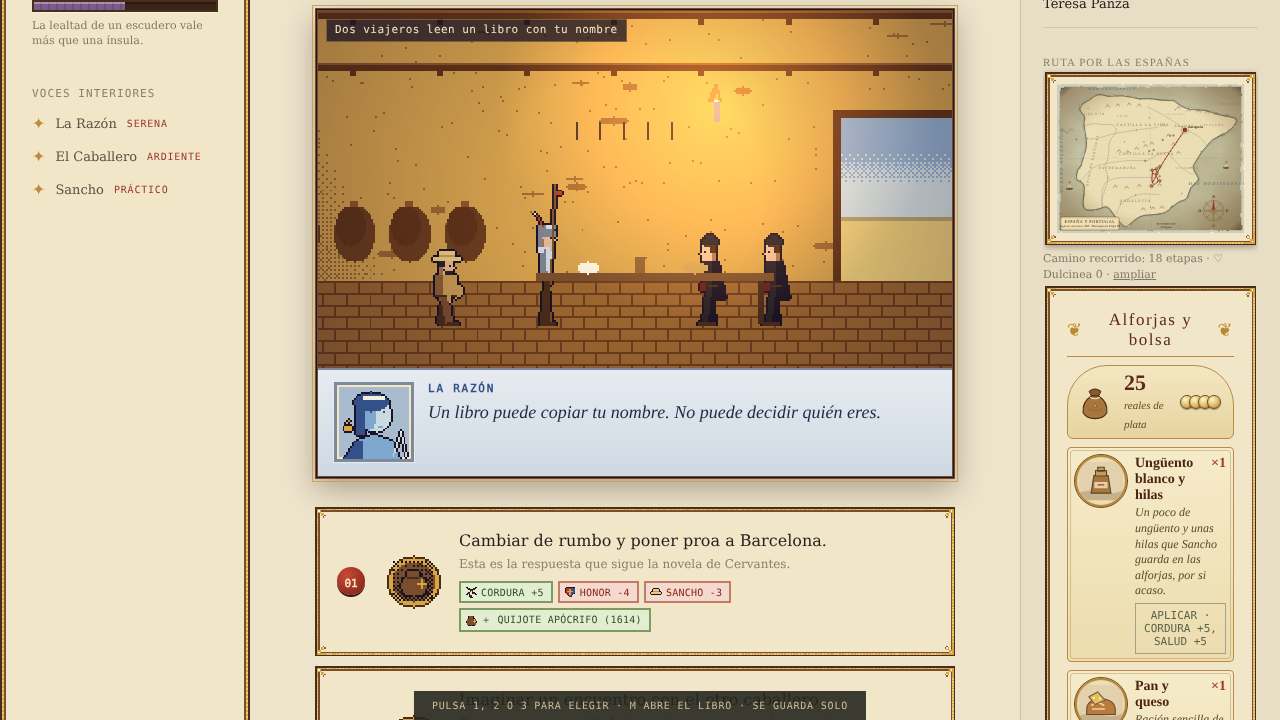 La lealtad de un escudero vale
más que una ínsula.
VOCES INTERIORES
La Razón SERENA
El Caballero ARDIENTE
Sancho PRÁCTICO
Dos viajeros leen un libro con tu nombre
LA RAZÓN
Un libro puede copiar tu nombre. No puede decidir quién eres.
01
Cambiar de rumbo y poner proa a Barcelona.
Esta es la respuesta que sigue la novela de Cervantes.
CORDURA +5 HONOR -4 SANCHO -3
+ QUIJOTE APÓCRIFO (1614)
PULSA 1, 2 O 3 PARA ELEGIR · M ABRE EL LIBRO · SE GUARDA SOLO
Teresa Panza
RUTA POR LAS ESPAÑAS
ESPAÑA Y PORTUGAL
Camino recorrido: 18 etapas · ♡
Dulcinea 0 · ampliar
Alforjas y
bolsa
25
reales de
plata
Ungüento ×1
blanco y
hilas
Un poco de
ungüento y unas
hilas que Sancho
guarda en las
alforjas, por si
acaso.
APLICAR ·
CORDURA +5,
SALUD +5
Pan y ×1
queso
Ración sencilla de